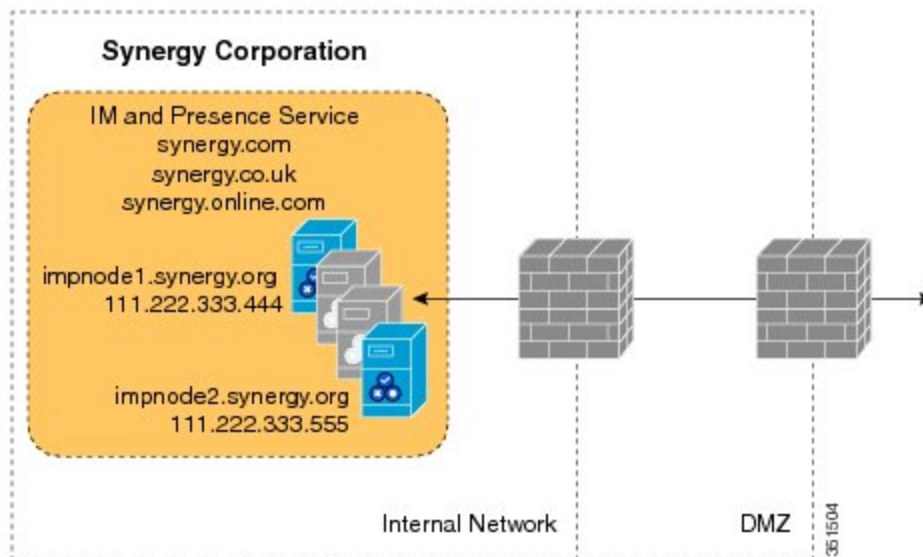 Synergy Corporation
IM and Presence Service
synergy.com
synergy.co.uk
synergy.online.com
impnode1.synergy.org
111.222.333.444
impnode2.synergy.org
111.222.333.555
Internal Network
DMZ
351504